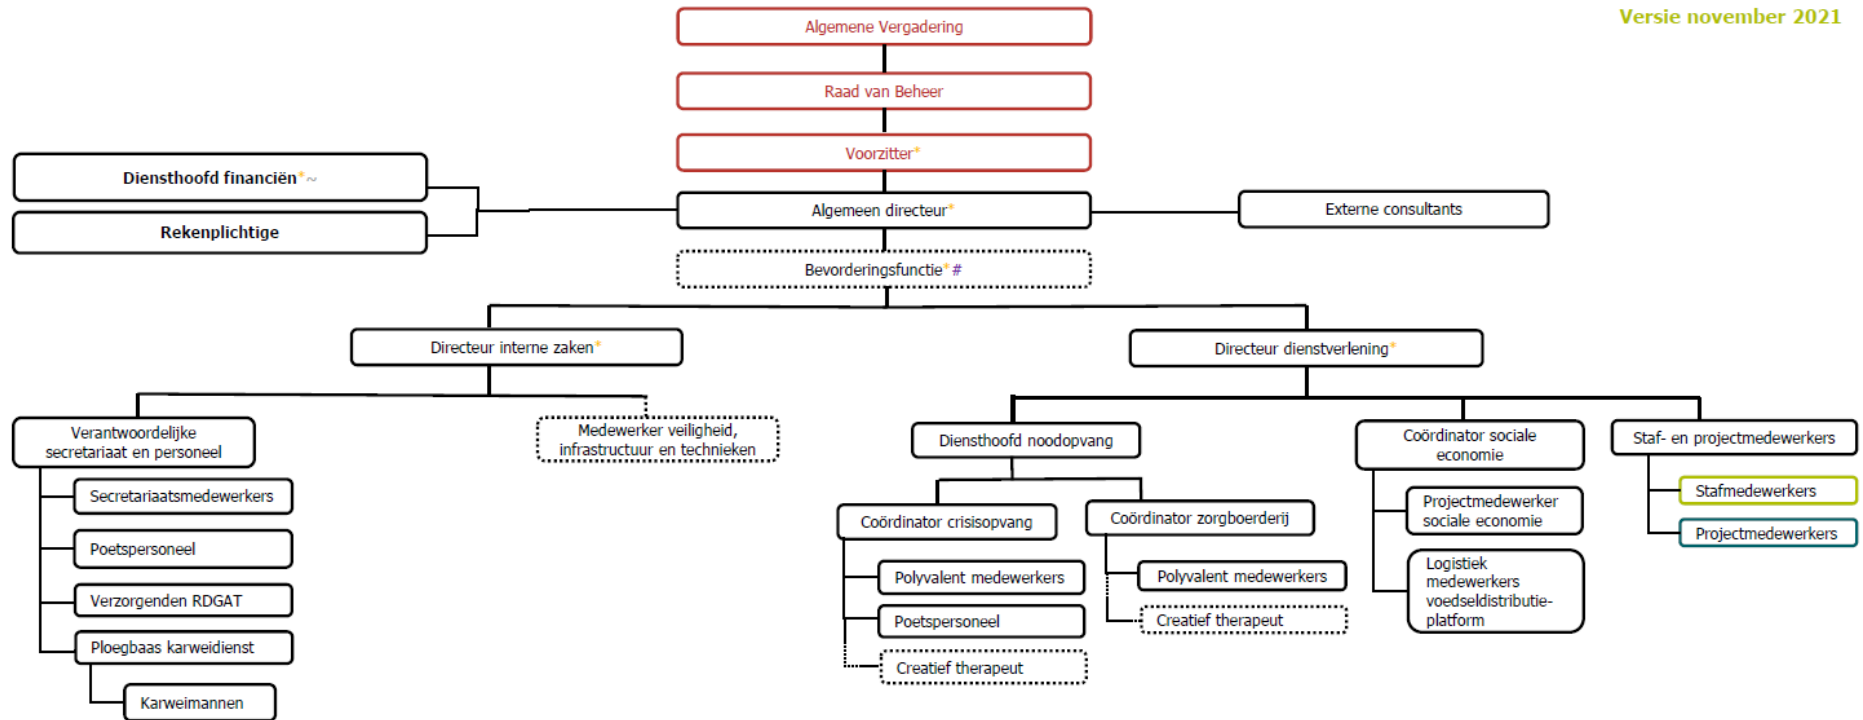 Versie november 2021
Algemene Vergadering
Raad van Beheer
Voorzitter*
Diensthoofd financiën*~
Rekenplichtige
Algemeen directeur*
Externe consultants
Bevorderingsfunctie*#
Directeur interne zaken*
Directeur dienstverlening*
Verantwoordelijke
secretariaat en personeel
Secretariaatsmedewerkers
Poetspersoneel
Verzorgenden RDGAT
Ploegbaas karweidienst
Karweimannen
Medewerker veiligheid,
infrastructuur en technieken
Diensthoofd noodopvang
Coördinator crisisopvang
Polyvalent medewerkers
Poetspersoneel
Creatief therapeut
Coördinator zorgboerderij
Polyvalent medewerkers
Creatief therapeut
Coördinator sociale
economie
Projectmedewerker
sociale economie
Logistiek
medewerkers
voedseldistributie-
platform
Staf- en projectmedewerkers
Stafmedewerkers
Projectmedewerkers